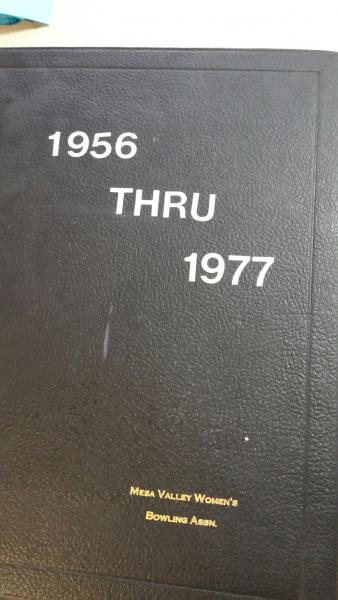 1956
THRU
1977
MESA VALLEY WOMEN'S
BOWLING ASSN.